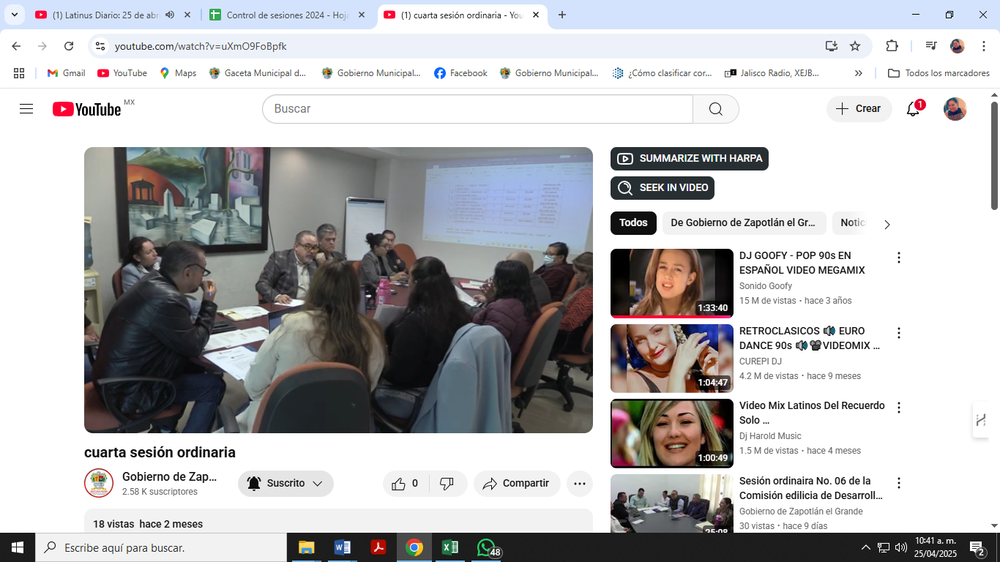 (1) Latinus Diario: 25 de abr
Control de sesiones 2024 - Hoja
(1) cuarta sesión ordinaria - You
youtube.com/watch?v=uXmO9FoBpfk
Gmail
YouTube
Maps
Gaceta Municipal d...
Gobierno Municipal...
Facebook
Gobierno Municipal...
¿Cómo clasificar cor...
Jalisco Radio, XEJB...
»
Todos los marcadores
YouTube MX
Buscar
Crear
1
SUMMARIZE WITH HARPA
SEEK IN VIDEO
Todos
De Gobierno de Zapotlán el Gr...
Notic
DJ GOOFY - POP 90s EN
ESPAÑOL VIDEO MEGAMIX
Sonido Goofy
15 M de vistas • hace 3 años
1:33:40
RETROCLASICOS 🔊 EURO
DANCE 90s 🔊📽VIDEOMIX ...
CUREPI DJ
4.2 M de vistas • hace 9 meses
1:04:47
Video Mix Latinos Del Recuerdo
Solo ...
Dj Harold Music
1.5 M de vistas • hace 4 meses
1:00:49
Sesión ordinaira No. 06 de la
Comisión edilicia de Desarroll...
Gobierno de Zapotlán el Grande
30 vistas • hace 9 días
25:08
cuarta sesión ordinaria
Gobierno de Zap...
2.58 K suscriptores
Suscrito
0
Compartir
18 vistas hace 2 meses
Escribe aquí para buscar.
48
10:41 a. m.
25/04/2025
2